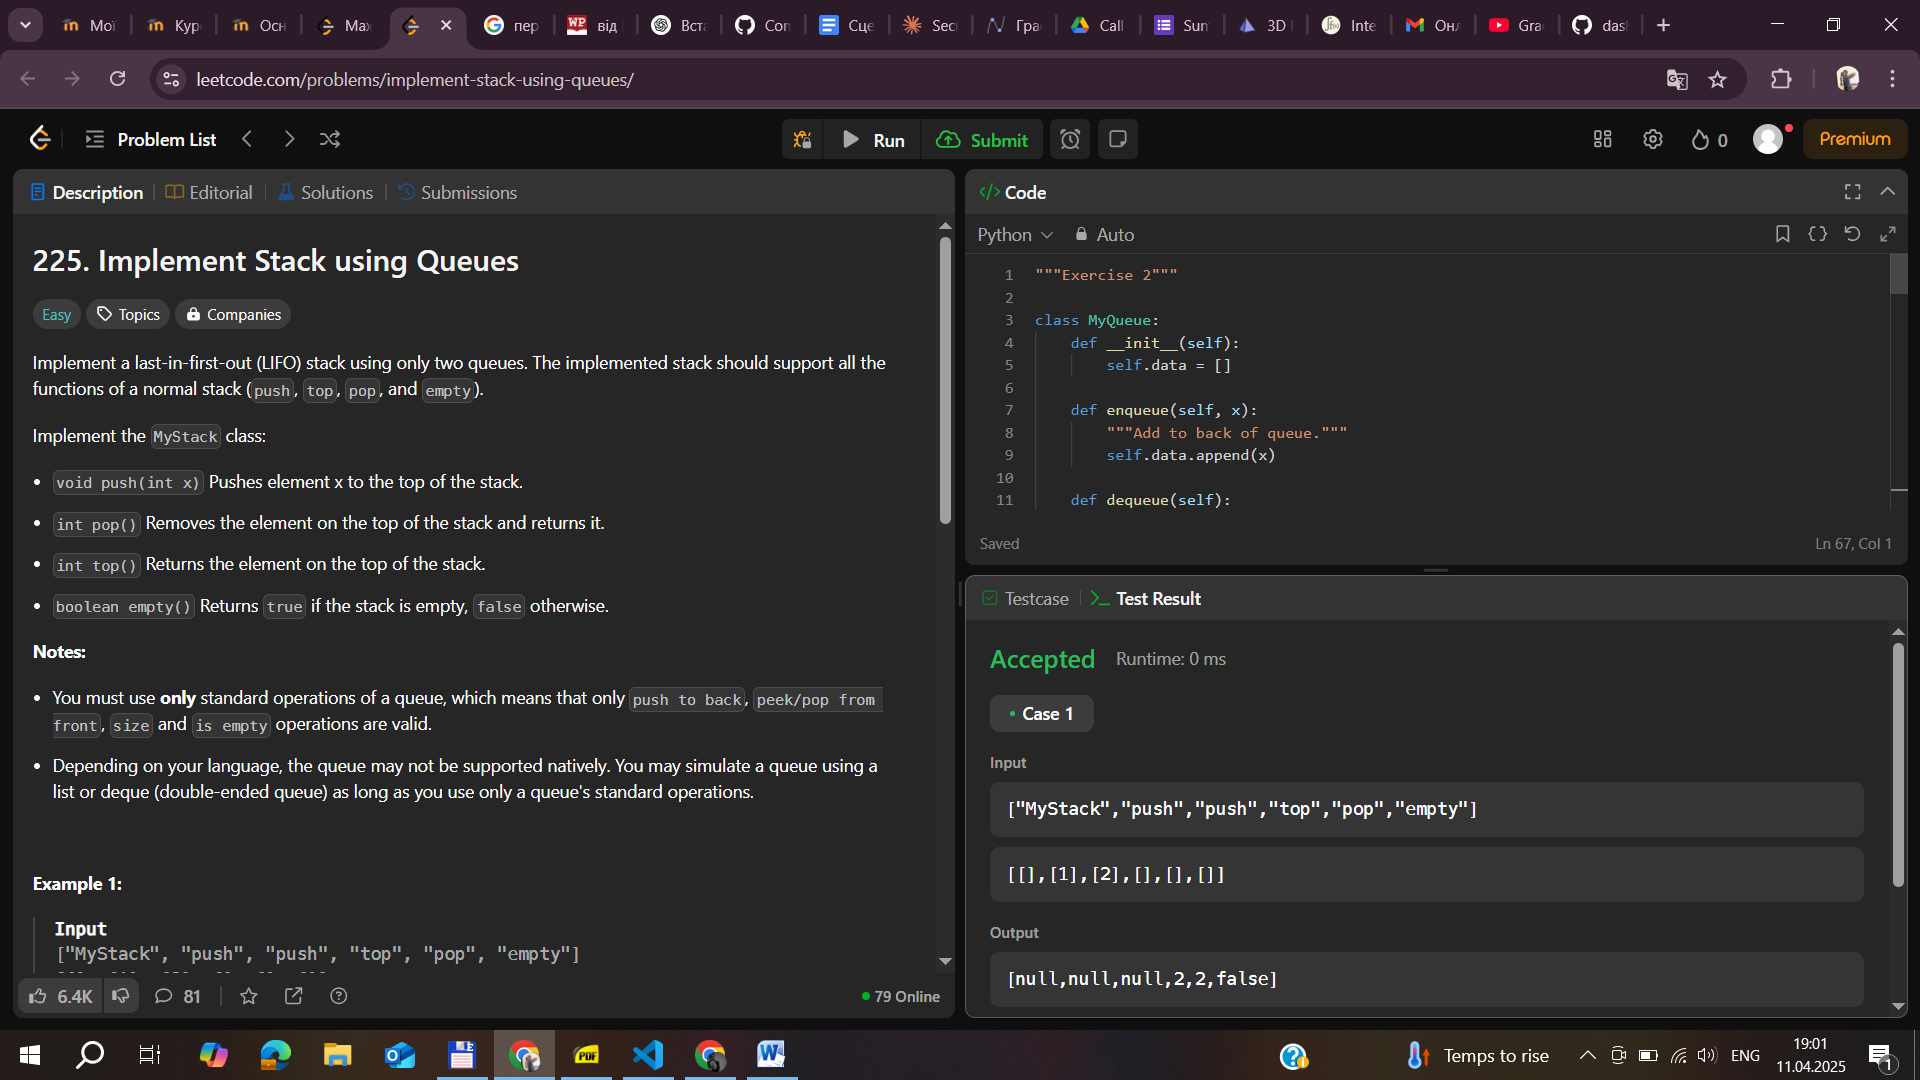 Мої
Кур
Осн
Max
пер
від
Вста
Con
Сце
Sec
Гра
Call
Sum
3D
Inte
Онл
Gra
das
leetcode.com/problems/implement-stack-using-queues/
Problem List
Run
Submit
0
Premium
Description
Editorial
Solutions
Submissions
225. Implement Stack using Queues
Easy
Topics
Companies
Implement a last-in-first-out (LIFO) stack using only two queues. The implemented stack should support all the
functions of a normal stack (push, top, pop, and empty).
Implement the MyStack class:
• void push(int x) Pushes element x to the top of the stack.
• int pop() Removes the element on the top of the stack and returns it.
• int top() Returns the element on the top of the stack.
• boolean empty() Returns true if the stack is empty, false otherwise.
Notes:
• You must use only standard operations of a queue, which means that only push to back, peek/pop from
front, size and is empty operations are valid.
• Depending on your language, the queue may not be supported natively. You may simulate a queue using a
list or deque (double-ended queue) as long as you use only a queue's standard operations.
Example 1:
Input
["MyStack", "push", "push", "top", "pop", "empty"]
6.4K
81
79 Online
</> Code
Python
Auto
1 """Exercise 2"""
2
3 class MyQueue:
4 def __init__(self):
5 self.data = []
6
7 def enqueue(self, x):
8 """Add to back of queue."""
9 self.data.append(x)
10
11 def dequeue(self):
Saved
Ln 67, Col 1
Testcase
Test Result
Accepted
Runtime: 0 ms
• Case 1
Input
["MyStack","push","push","top","pop","empty"]
[[],[1],[2],[],[],[]]
Output
[null,null,null,2,2,false]
PDF
Temps to rise
ENG
19:01
11.04.2025
1